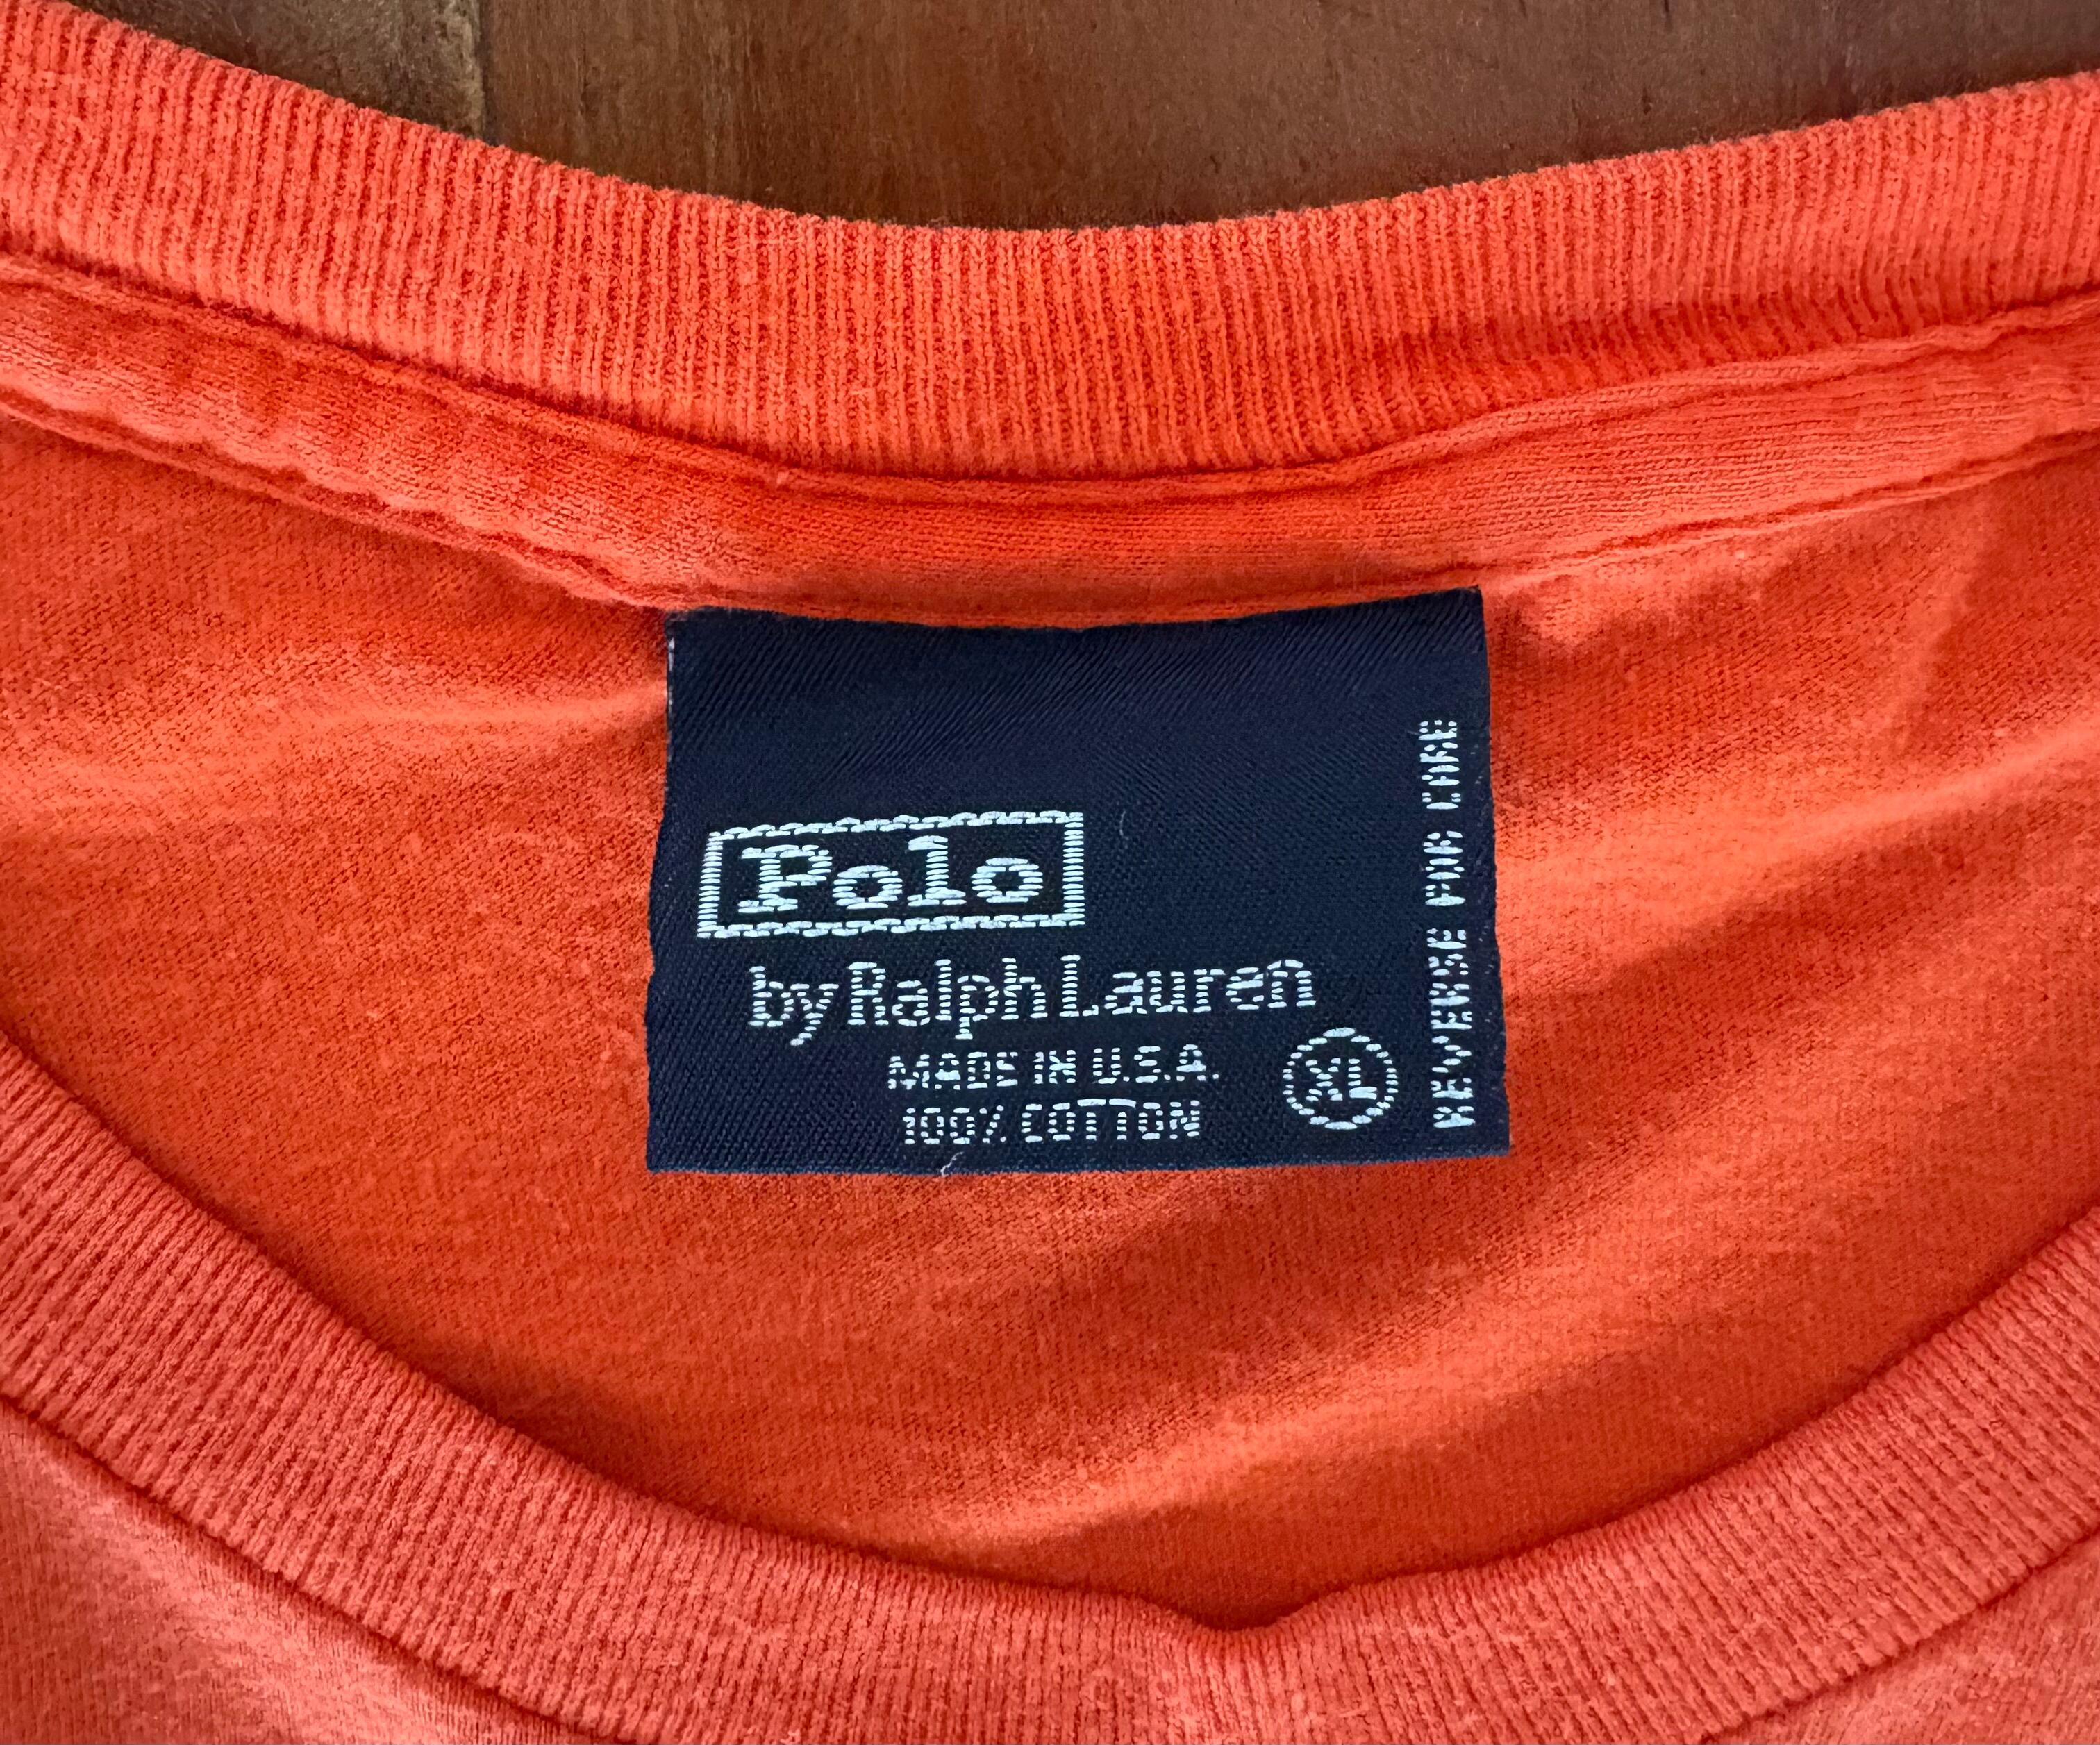 Polo
by Ralph Lauren
MADE IN U.S.A.
100% COTTON
XL
REVERSE FOR CARE